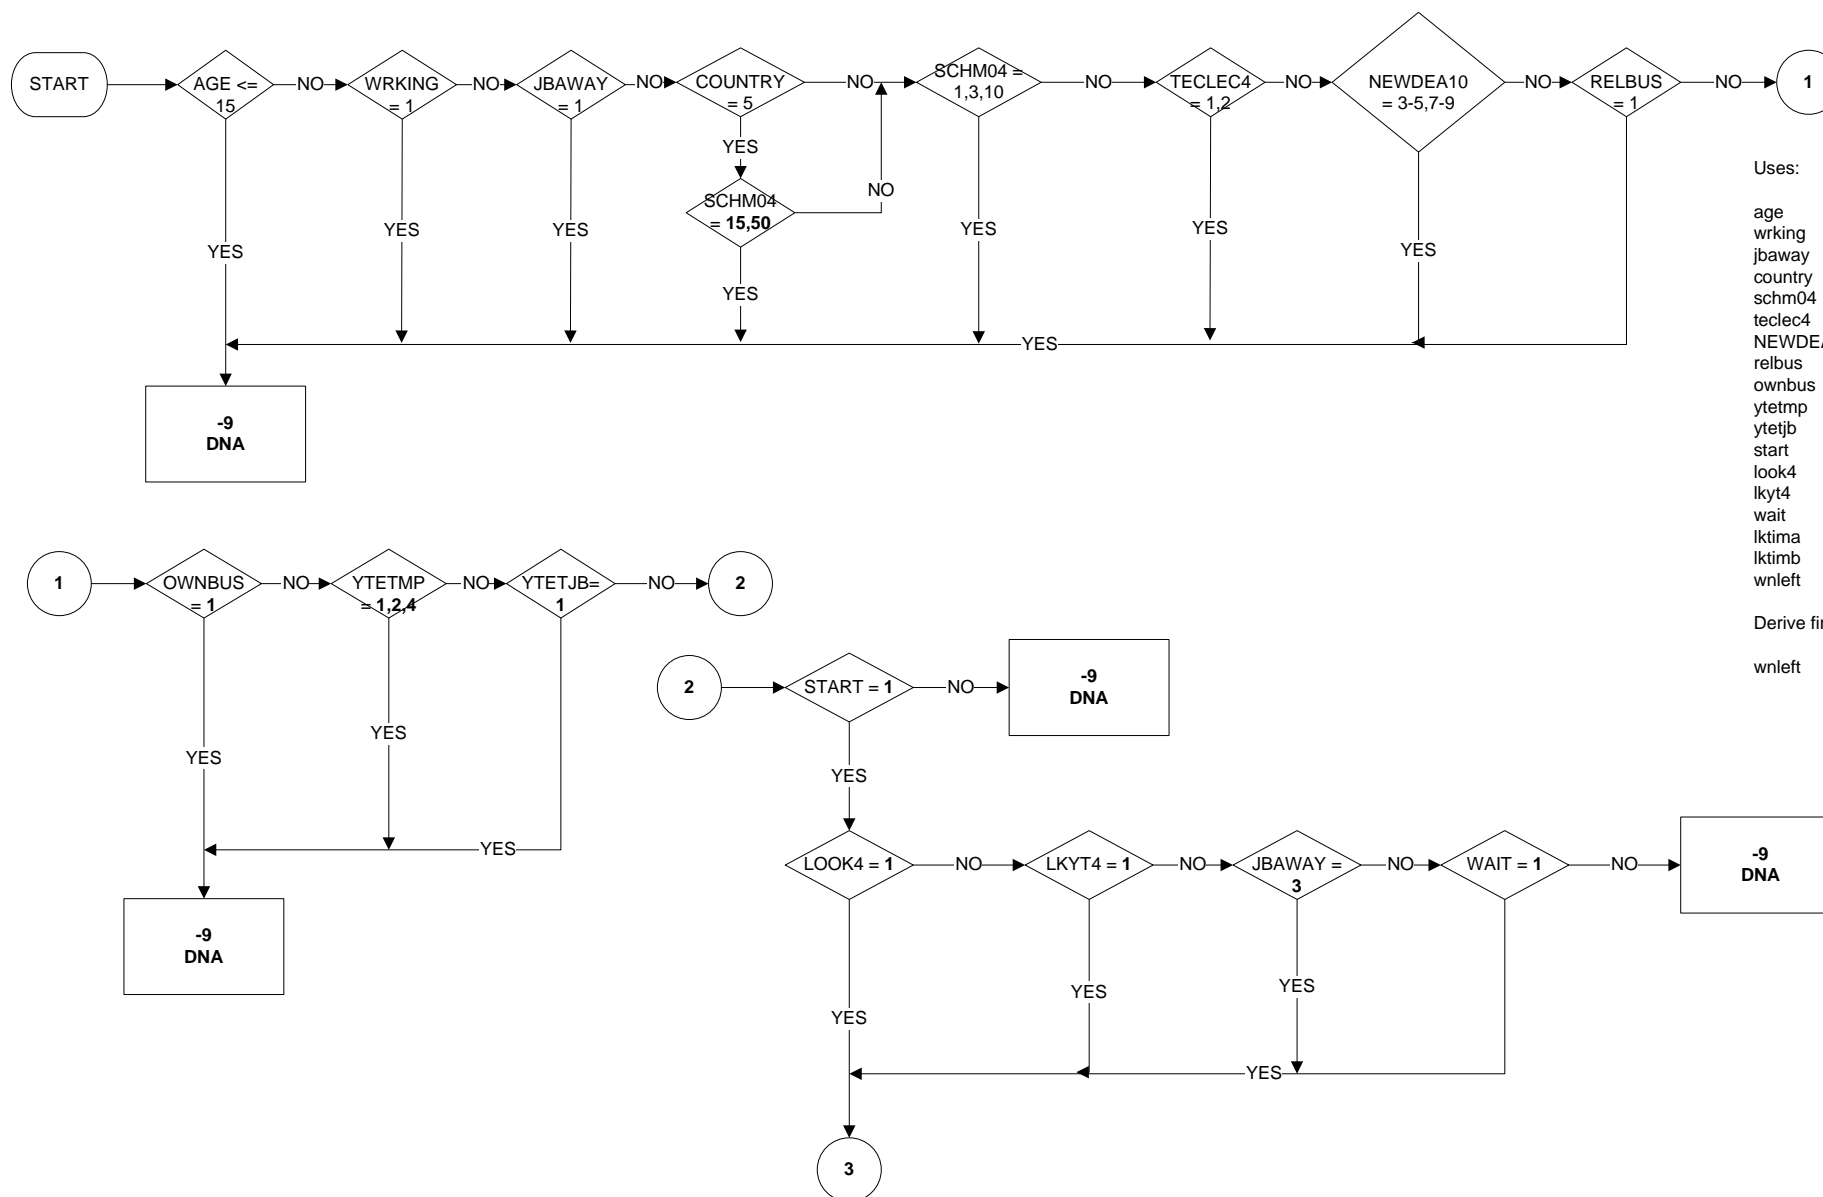 START
AGE <=
15
NO
WRKING
= 1
NO
JBAWAY
= 1
NO
COUNTRY
= 5
NO
SCHM04 =
1,3,10
NO
TECLEC4
= 1,2
NO
NEWDEA10
= 3-5,7-9
NO
RELBUS
= 1
NO
1
YES
SCHM04
= 15,50
NO
YES
YES
YES
YES
YES
YES
YES
YES
-9
DNA
Uses:
age
wrking
jbaway
country
schm04
teclec4
NEWDEA
relbus
ownbus
ytetmp
ytetjb
start
look4
lkyt4
wait
lktima
lktimb
wnleft
Derive
wnleft
1
OWNBUS
= 1
NO
YTETMP
= 1,2,4
NO
YTETJB=
1
NO
2
YES
YES
YES
-9
DNA
2
START = 1
NO
-9
DNA
YES
LOOK4 = 1
NO
LKYT4 = 1
NO
JBAWAY =
3
NO
WAIT = 1
NO
-9
DNA
YES
YES
YES
YES
3